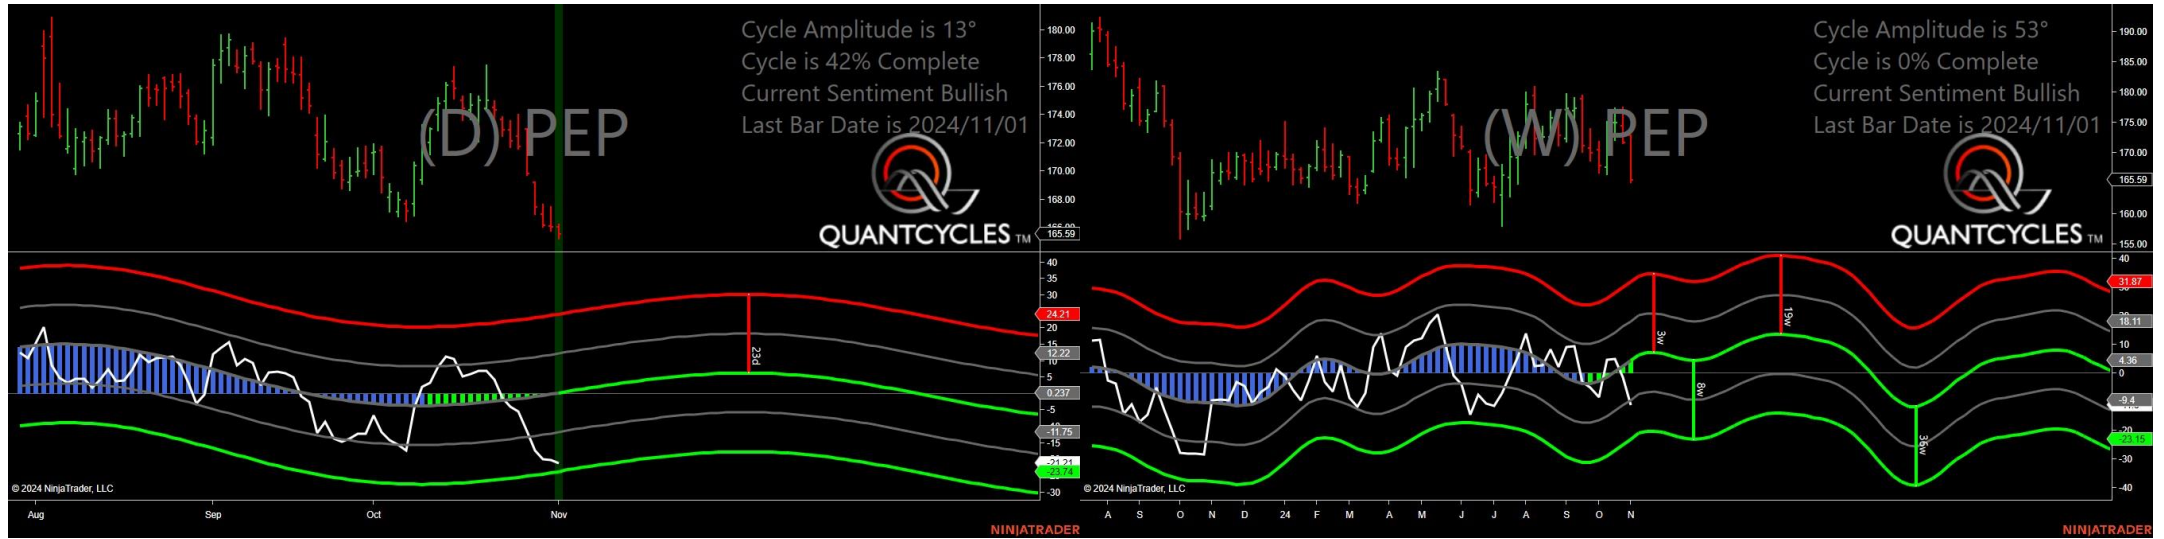 Cycle Amplitude is 13°
Cycle is 42% Complete
Current Sentiment Bullish
Last Bar Date is 2024/11/01
(D) PEP
QUANTCYCLES TM
180.00
178.00
176.00
174.00
172.00
170.00
168.00
165.59
40
35
30
24.21
20
15
12.22
5
0.237
-5
-11.75
-15
-21.21
-23.74
-30
23d
© 2024 NinjaTrader, LLC
Aug Sep Oct Nov
NINJATRADER
Cycle Amplitude is 53°
Cycle is 0% Complete
Current Sentiment Bullish
Last Bar Date is 2024/11/01
(W) PEP
QUANTCYCLES TM
190.00
185.00
180.00
175.00
170.00
165.59
160.00
155.00
40
31.87
18.11
10
4.36
0
-9.4
-23.15
-30
-40
3w
8w
19w
36w
© 2024 NinjaTrader, LLC
A S O N D 24 F M A M J J A S O N
NINJATRADER